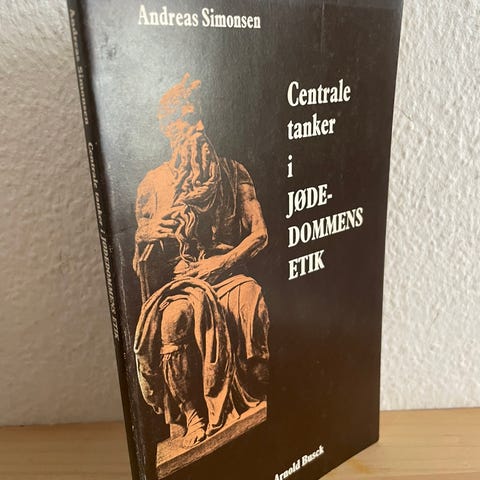 Andreas Simonsen
Centrale
tanker
i
JØDE-
DOMMENS
ETIK
Arnold Busck
Andreas Simonsen Centrale tanker i JØDEDOMMENS ETIK